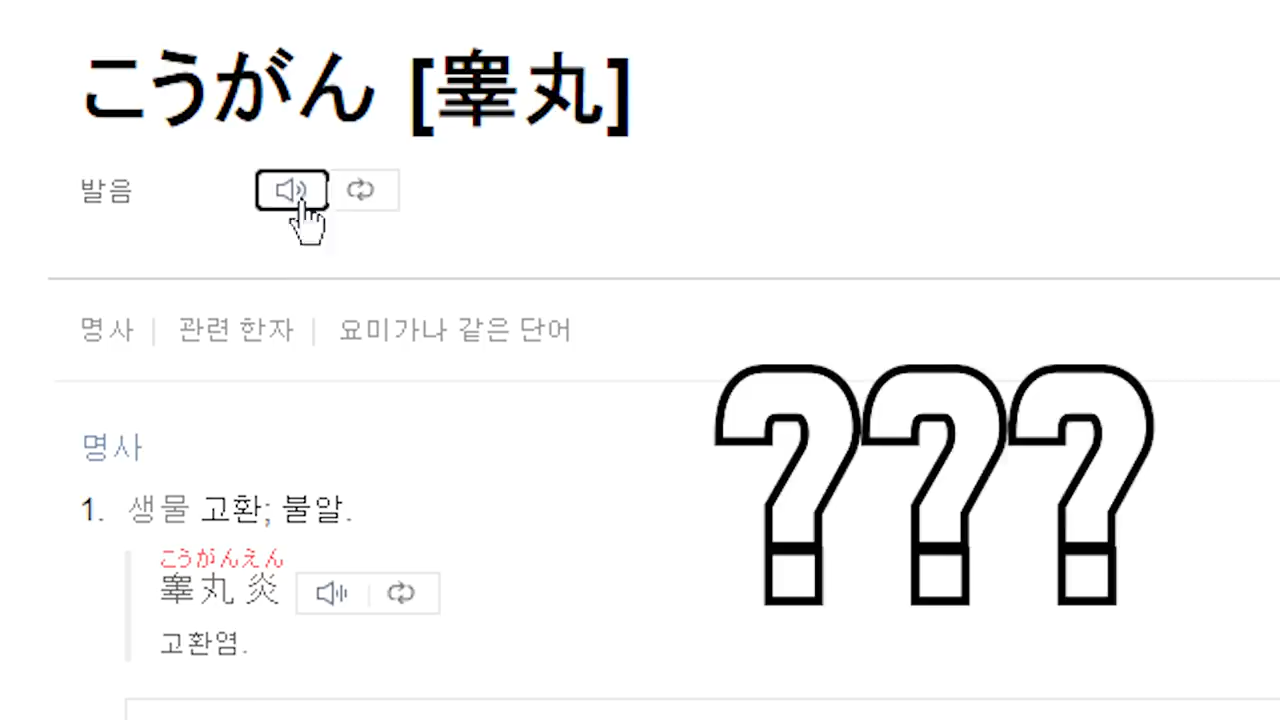 こうがん [睾丸]
발음
명사 | 관련 한자 | 요미가나 같은 단어
???
명사
1. 생물 고환; 불알.
こうがんえん
睾丸 炎
고환염.